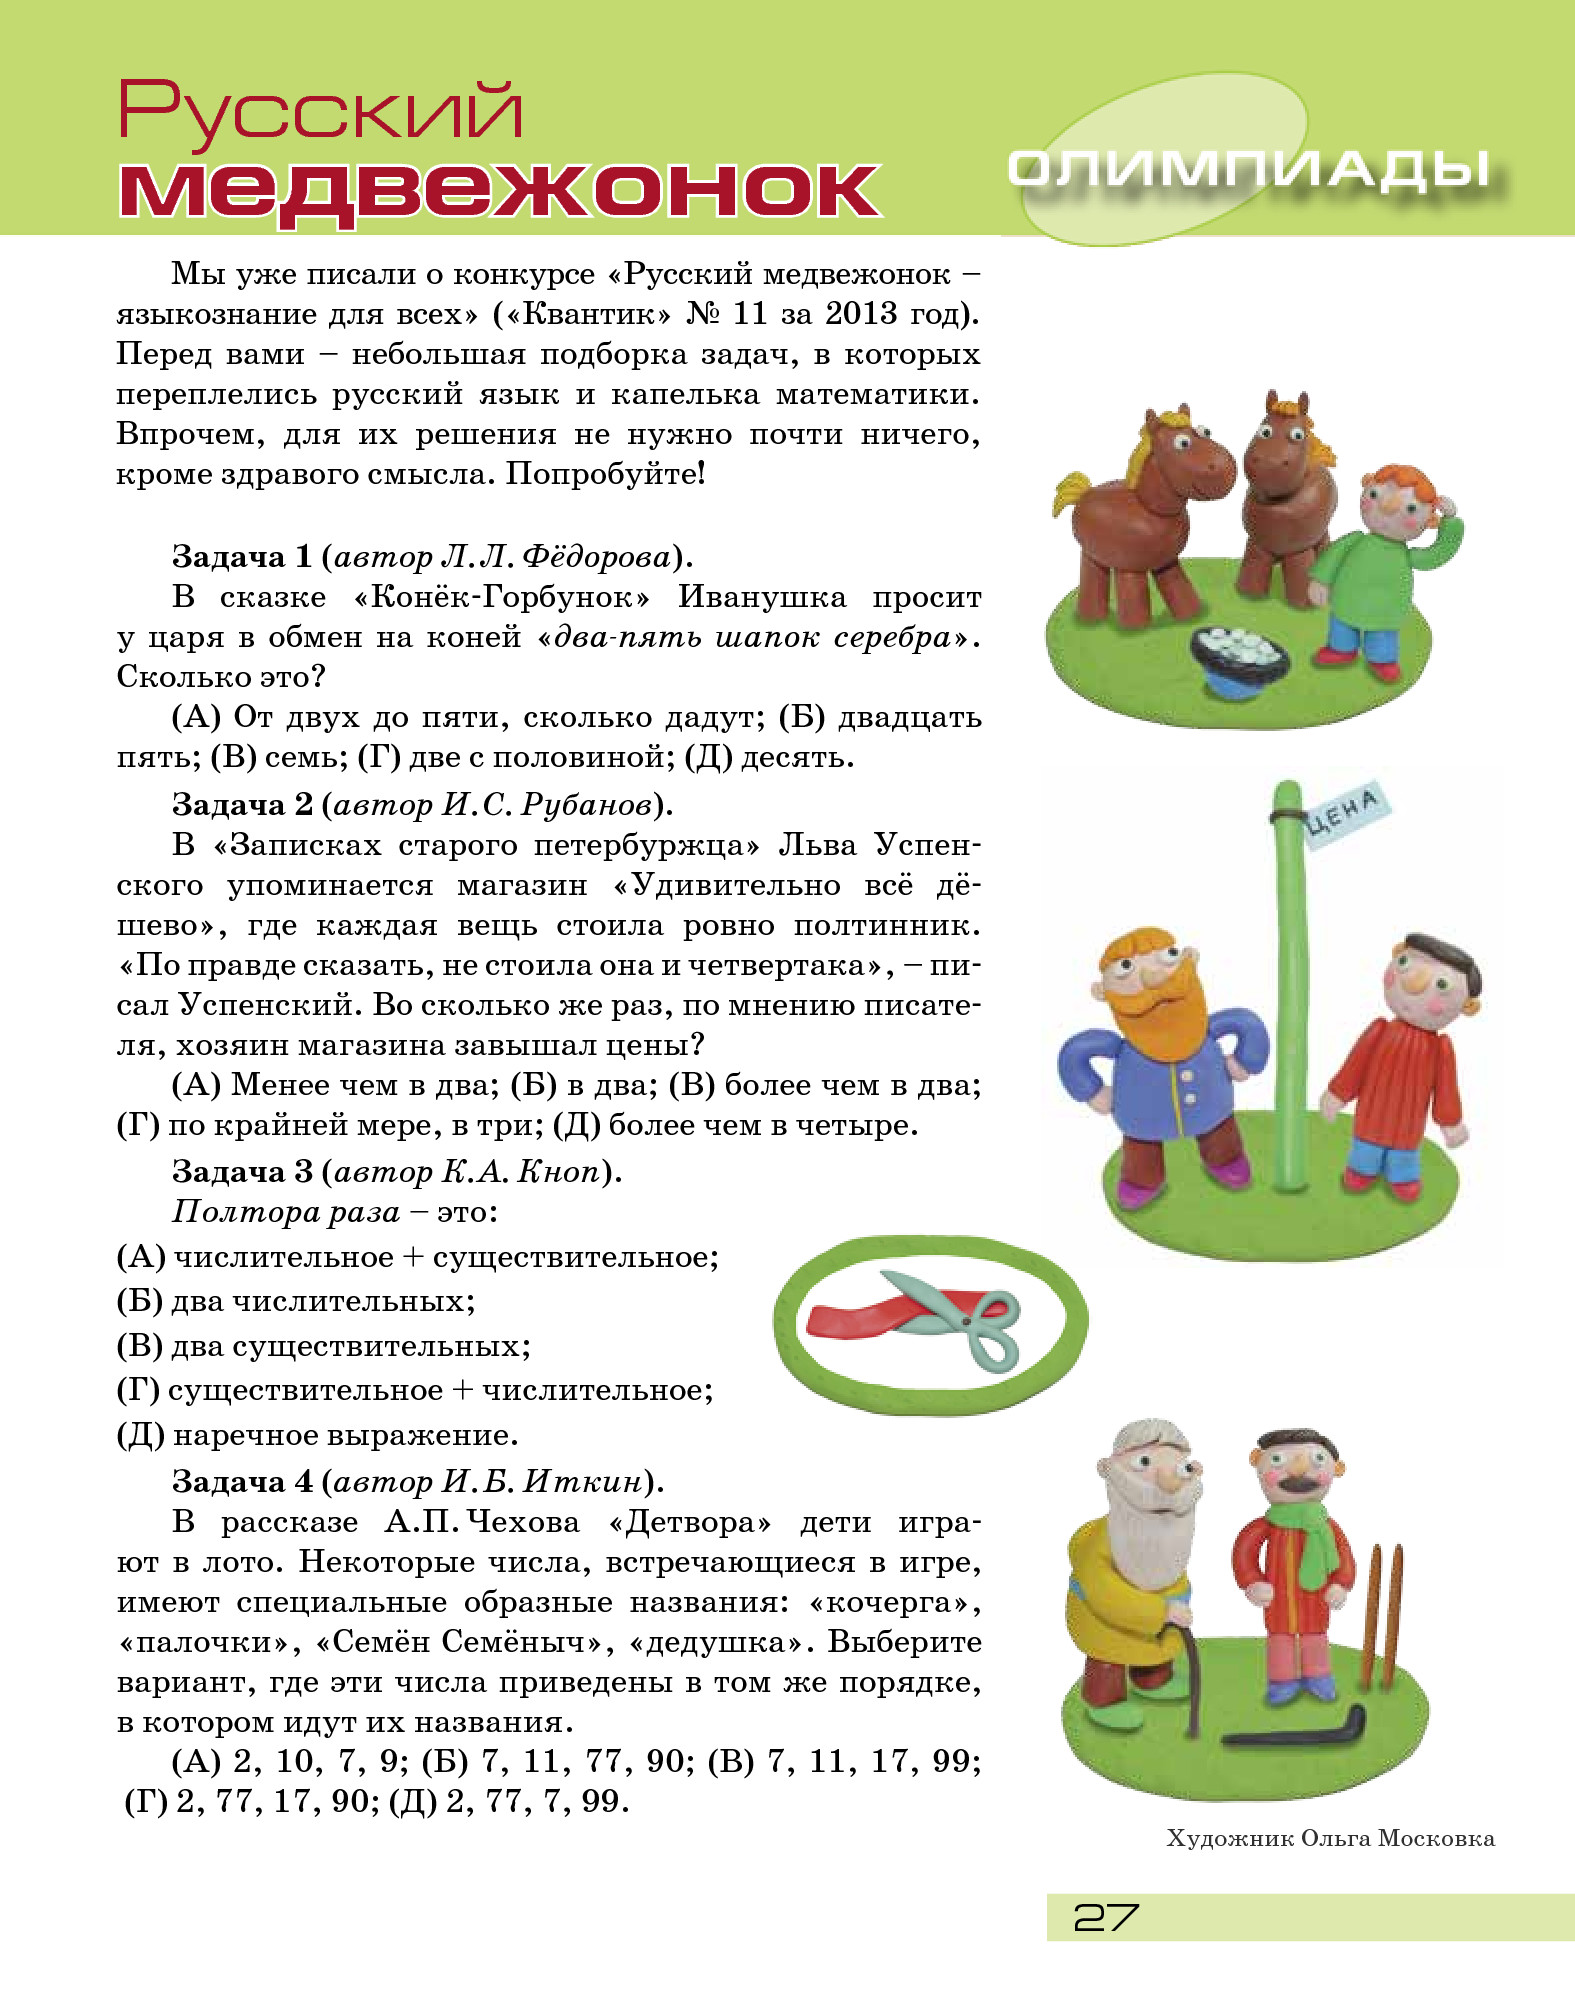 Русский
медвежонок
ОЛИМПИАДЫ
Мы уже писали о конкурсе «Русский медвежонок –
языкознание для всех» («Квантик» № 11 за 2013 год).
Перед вами – небольшая подборка задач, в которых
переплелись русский язык и капелька математики.
Впрочем, для их решения не нужно почти ничего,
кроме здравого смысла. Попробуйте!
Задача 1 (автор Л.Л. Фёдорова).
В сказке «Конёк-Горбунок» Иванушка просит
у царя в обмен на коней «два-пять шапок серебра».
Сколько это?
(А) От двух до пяти, сколько дадут; (Б) двадцать
пять; (В) семь; (Г) две с половиной; (Д) десять.
Задача 2 (автор И.С. Рубанов).
В «Записках старого петербуржца» Льва Успен-
ского упоминается магазин «Удивительно всё дё-
шево», где каждая вещь стоила ровно полтинник.
«По правде сказать, не стоила она и четвертака», – пи-
сал Успенский. Во сколько же раз, по мнению писате-
ля, хозяин магазина завышал цены?
(А) Менее чем в два; (Б) в два; (В) более чем в два;
(Г) по крайней мере, в три; (Д) более чем в четыре.
Задача 3 (автор К.А. Кноп).
Полтора раза – это:
(А) числительное + существительное;
(Б) два числительных;
(В) два существительных;
(Г) существительное + числительное;
(Д) наречное выражение.
Задача 4 (автор И.Б. Иткин).
В рассказе А.П. Чехова «Детвора» дети игра-
ют в лото. Некоторые числа, встречающиеся в игре,
имеют специальные образные названия: «кочерга»,
«палочки», «Семён Семёныч», «дедушка». Выберите
вариант, где эти числа приведены в том же порядке,
в котором идут их названия.
(А) 2, 10, 7, 9; (Б) 7, 11, 77, 90; (В) 7, 11, 17, 99;
(Г) 2, 77, 17, 90; (Д) 2, 77, 7, 99.
ЦЕНА
Художник Ольга Московка
27